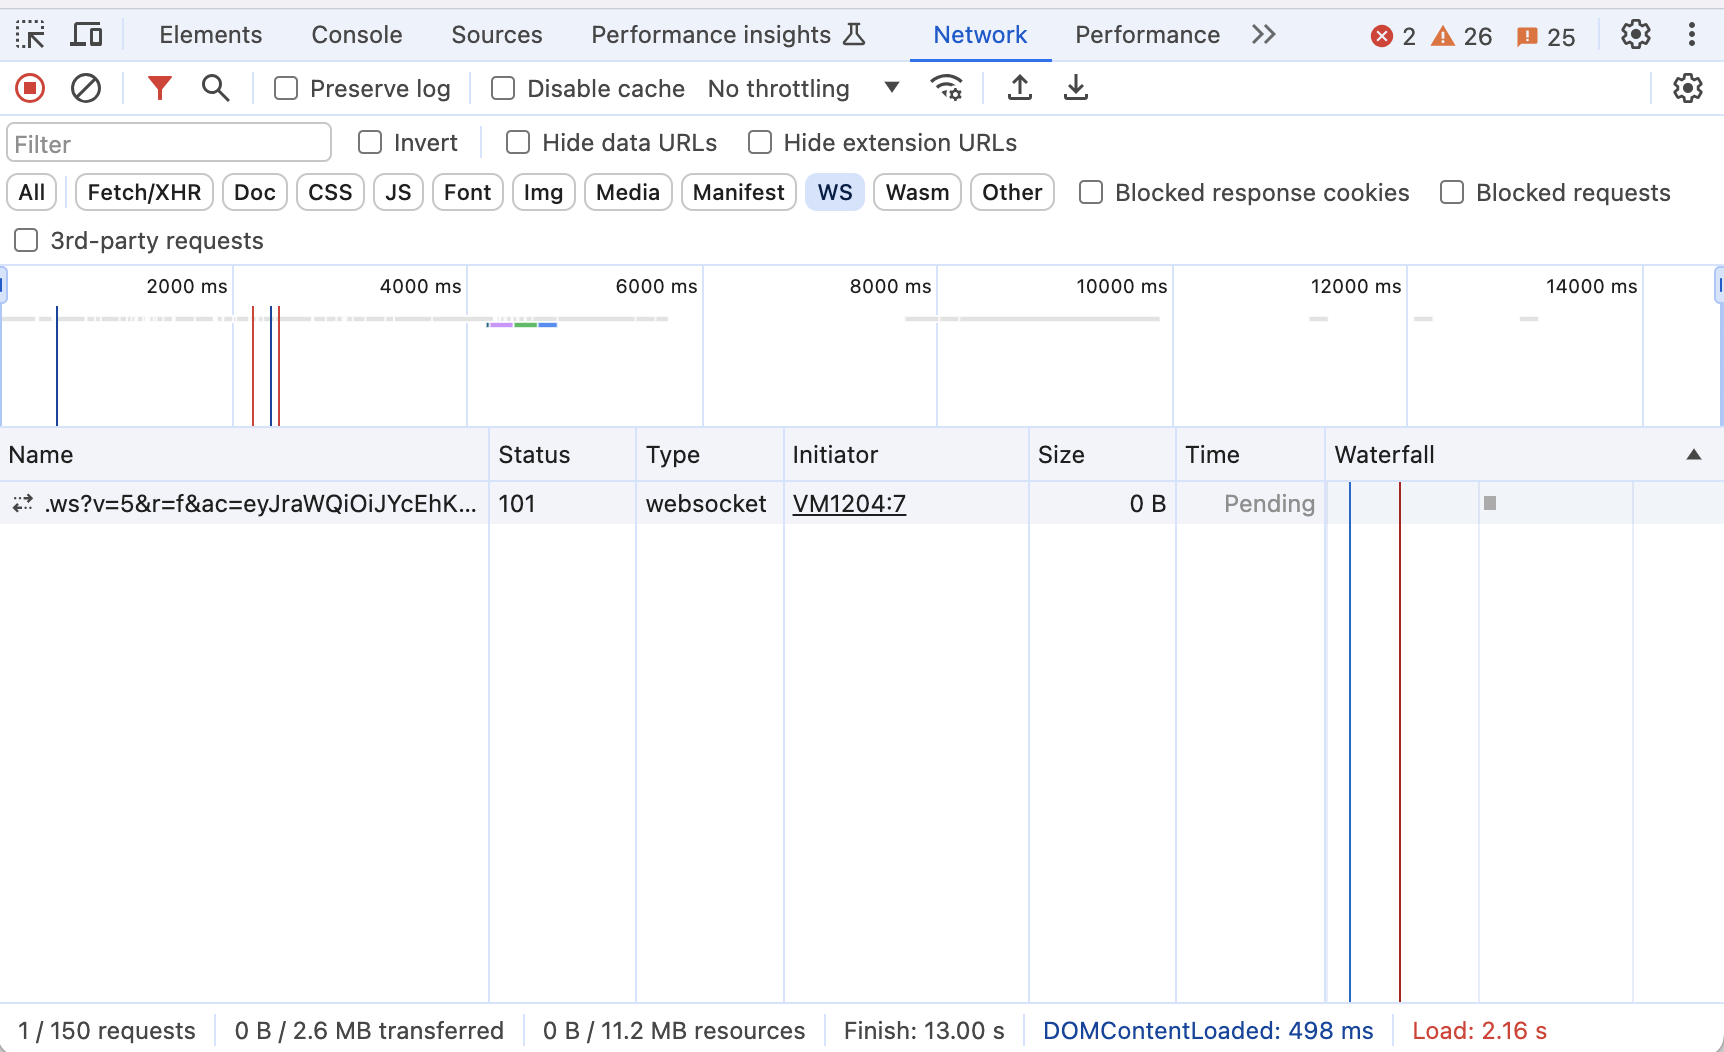 Elements Console Sources Performance insights Network Performance 2 26 25
Preserve log Disable cache No throttling
Filter Invert Hide data URLs Hide extension URLs
All Fetch/XHR Doc CSS JS Font Img Media Manifest WS Wasm Other Blocked response cookies Blocked requests
3rd-party requests
2000 ms 4000 ms 6000 ms 8000 ms 10000 ms 12000 ms 14000 ms
Name Status Type Initiator Size Time Waterfall
.ws?v=5&r=f&ac=eyJraWQiOiJYcEhK... 101 websocket VM1204:7 0 B Pending
1 / 150 requests 0 B / 2.6 MB transferred 0 B / 11.2 MB resources Finish: 13.00 s DOMContentLoaded: 498 ms Load: 2.16 s